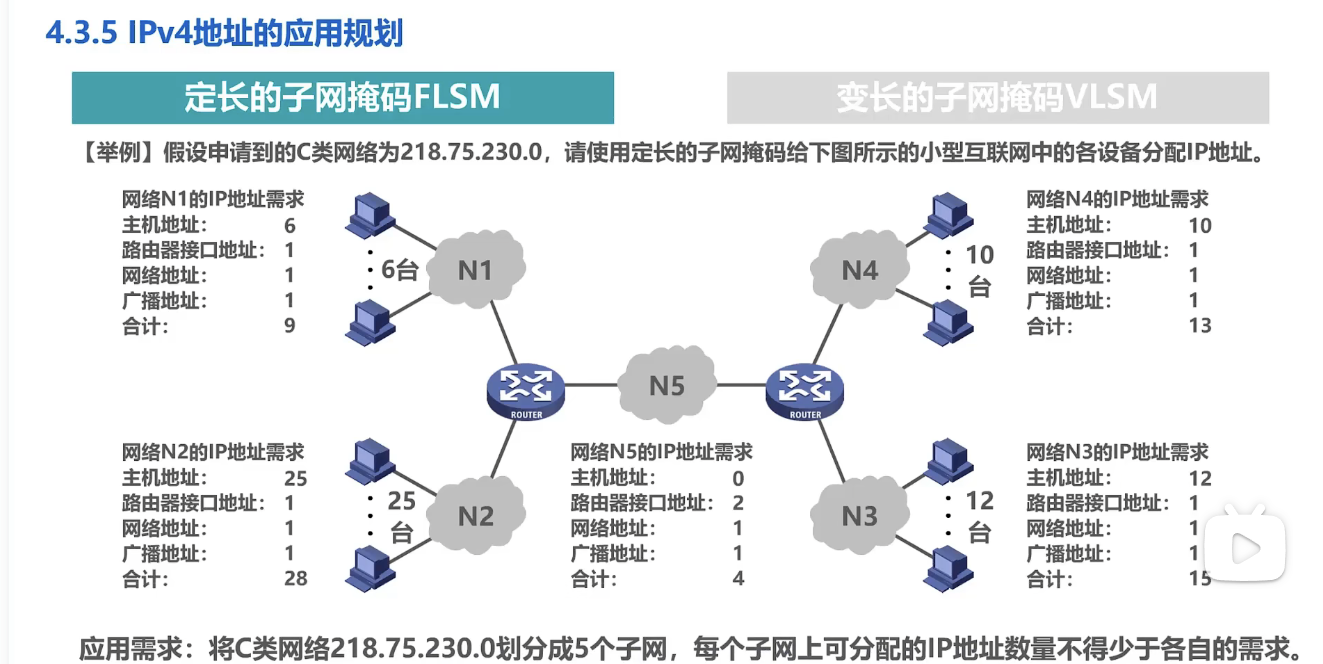 4.3.5 IPv4地址的应用规划
定长的子网掩码FLSM
变长的子网掩码VLSM
【举例】假设申请到的C类网络为218.75.230.0，请使用定长的子网掩码给下图所示的小型互联网中的各设备分配IP地址。
网络N1的IP地址需求
主机地址： 6
路由器接口地址： 1
网络地址： 1
广播地址： 1
合计： 9
6台
N1
N4
10
台
网络N4的IP地址需求
主机地址： 10
路由器接口地址： 1
网络地址： 1
广播地址： 1
合计： 13
ROUTER
N5
ROUTER
网络N2的IP地址需求
主机地址： 25
路由器接口地址： 1
网络地址： 1
广播地址： 1
合计： 28
25
台
N2
网络N5的IP地址需求
主机地址： 0
路由器接口地址： 2
网络地址： 1
广播地址： 1
合计： 4
N3
12
台
网络N3的IP地址需求
主机地址： 12
路由器接口地址： 1
网络地址： 1
广播地址： 1
合计： 15
应用需求：将C类网络218.75.230.0划分成5个子网，每个子网上可分配的IP地址数量不得少于各自的需求。